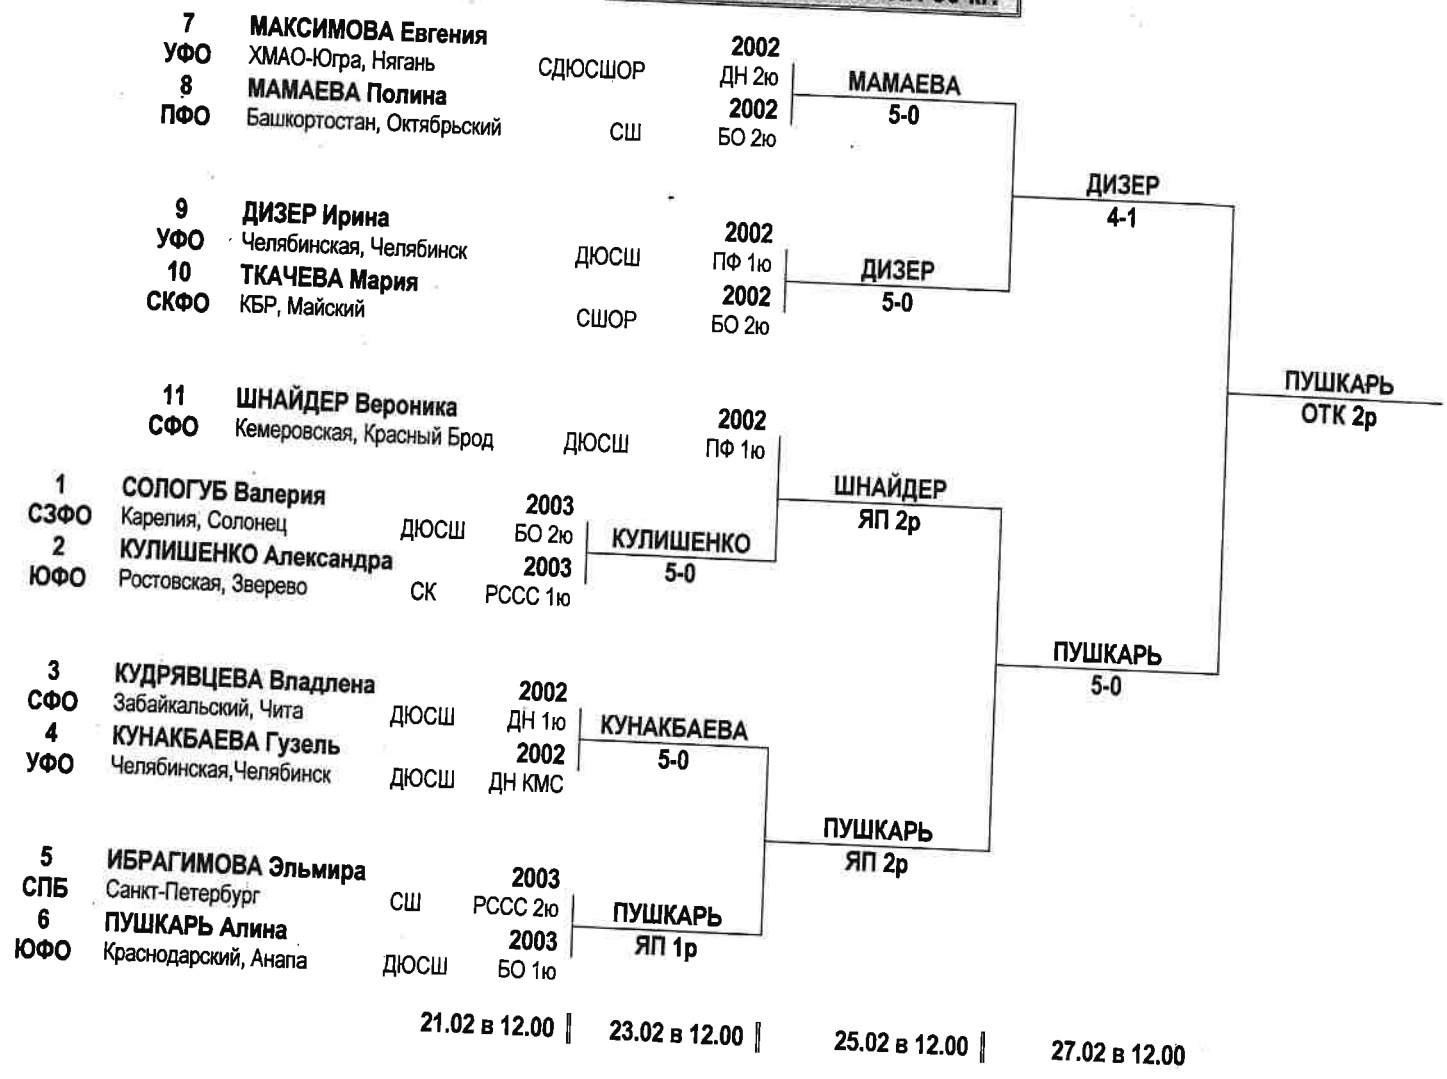 7 МАКСИМОВА Евгения 2002
УФО ХМАО-Югра, Нягань СДЮСШОР ДН 2ю
8 МАМАЕВА Полина 2002
ПФО Башкортостан, Октябрьский СШ БО 2ю
МАМАЕВА
5-0
9 ДИЗЕР Ирина 2002
УФО Челябинская, Челябинск ДЮСШ ПФ 1ю
10 ТКАЧЕВА Мария 2002
СКФО КБР, Майский СШОР БО 2ю
ДИЗЕР
5-0
ДИЗЕР
4-1
11 ШНАЙДЕР Вероника 2002
СФО Кемеровская, Красный Брод ДЮСШ ПФ 1ю
1 СОЛОГУБ Валерия 2003
СЗФО Карелия, Солонец ДЮСШ БО 2ю
2 КУЛИШЕНКО Александра 2003
ЮФО Ростовская, Зверево СК РССС 1ю
КУЛИШЕНКО
5-0
ШНАЙДЕР
ЯП 2р
ПУШКАРЬ
ОТК 2р
3 КУДРЯВЦЕВА Владлена 2002
СФО Забайкальский, Чита ДЮСШ ДН 1ю
4 КУНАКБАЕВА Гузель 2002
УФО Челябинская,Челябинск ДЮСШ ДН КМС
КУНАКБАЕВА
5-0
ПУШКАРЬ
5-0
5 ИБРАГИМОВА Эльмира 2003
СПБ Санкт-Петербург СШ РССС 2ю
6 ПУШКАРЬ Алина 2003
ЮФО Краснодарский, Анапа ДЮСШ БО 1ю
ПУШКАРЬ
ЯП 1р
ПУШКАРЬ
ЯП 2р
21.02 в 12.00 23.02 в 12.00 25.02 в 12.00 27.02 в 12.00